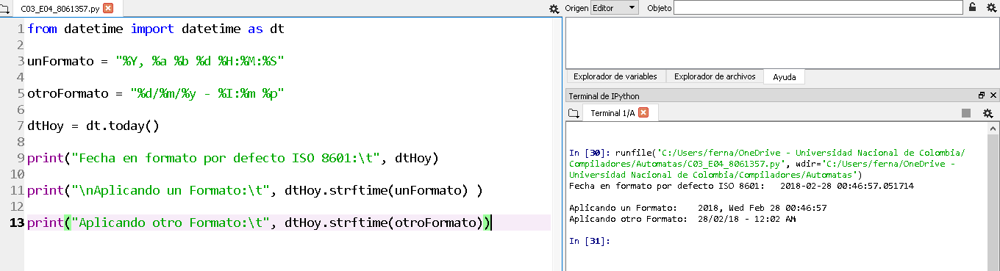 C03_E04_8061357.py
1 from datetime import datetime as dt
2
3 unFormato = "%Y, %a %b %d %H:%M:%S"
4
5 otroFormato = "%d/%m/%y - %I:%m %p"
6
7 dtHoy = dt.today()
8
9 print("Fecha en formato por defecto ISO 8601:\t", dtHoy)
10
11 print("\nAplicando un Formato:\t", dtHoy.strftime(unFormato) )
12
13 print("Aplicando otro Formato:\t", dtHoy.strftime(otroFormato))
Origen Editor Objeto
Explorador de variables Explorador de archivos Ayuda
Terminal de IPython
Terminal 1/A
In [30]: runfile('C:/Users/ferna/OneDrive - Universidad Nacional de Colombia/
Compiladores/Automatas/C03_E04_8061357.py', wdir='C:/Users/ferna/OneDrive -
Universidad Nacional de Colombia/Compiladores/Automatas')
Fecha en formato por defecto ISO 8601: 2018-02-28 00:46:57.051714
Aplicando un Formato: 2018, Wed Feb 28 00:46:57
Aplicando otro Formato: 28/02/18 - 12:02 AM
In [31]: